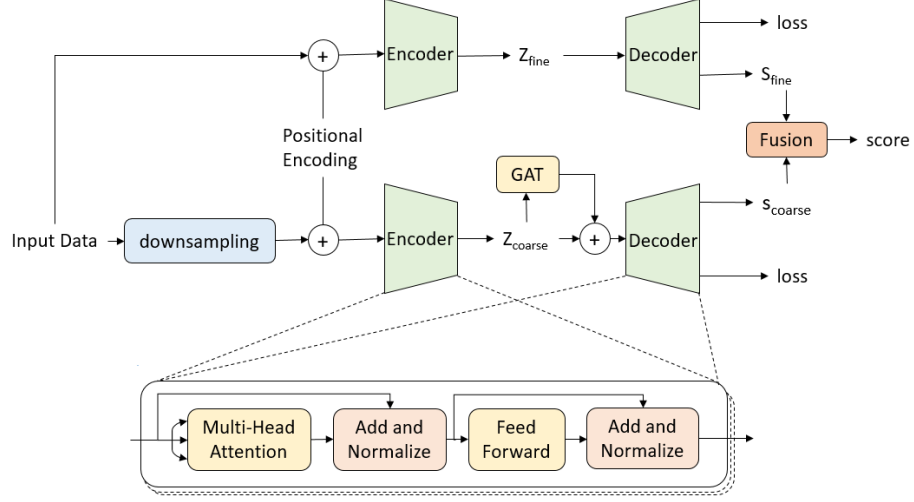 loss
Encoder
Z_fine
Decoder
S_fine
+
Positional
Encoding
Fusion
score
GAT
s_coarse
Input Data
downsampling
+
Encoder
Z_coarse
+
Decoder
loss
Multi-Head
Attention
Add and
Normalize
Feed
Forward
Add and
Normalize